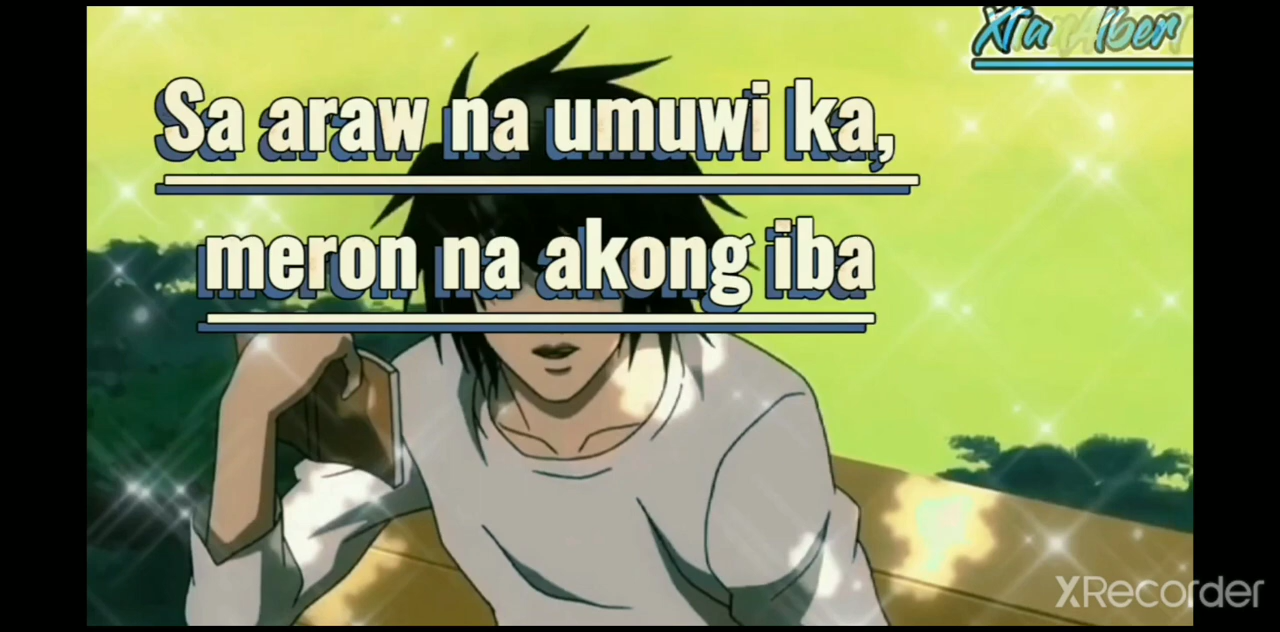 Sa araw na umuwi ka,
meron na akong iba
XRecorder